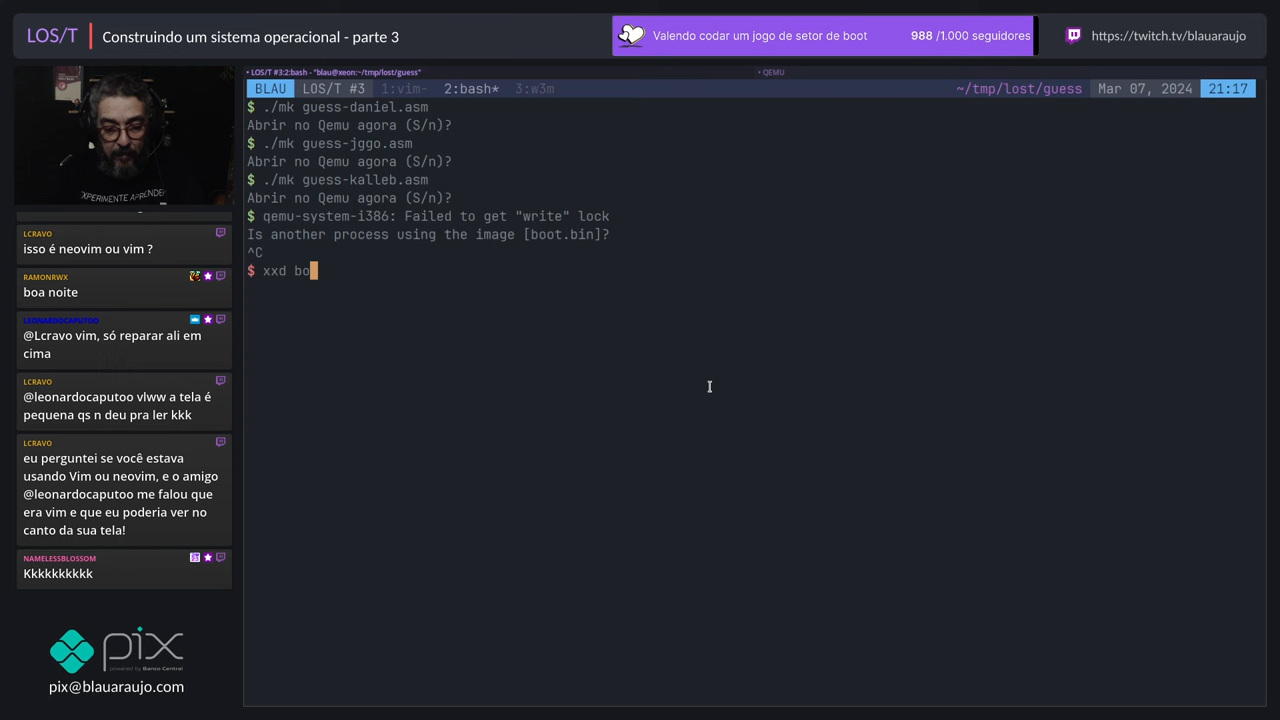 LOS/T
Construindo um sistema operacional - parte 3
Valendo codar um jogo de setor de boot
988 /1.000 seguidores
https://twitch.tv/blauaraujo
XPERIMENTE APRENDE
LCRAVO
isso é neovim ou vim ?
RAMONRWX
boa noite
LEONARDOCAPUTOO
@Lcravo vim, só reparar ali em
cima
LCRAVO
@leonardocaputoo vlww a tela é
pequena qs n deu pra ler kkk
LCRAVO
eu perguntei se você estava
usando Vim ou neovim, e o amigo
@leonardocaputoo me falou que
era vim e que eu poderia ver no
canto da sua tela!
NAMELESSBLOSSOM
Kkkkkkkkkk
pix
powered by Banco Central
pix@blauaraujo.com
• LOS/T #3:2:bash - "blau@xeon:~/tmp/lost/guess"
• QEMU
BLAU LOS/T #3 1:vim- 2:bash* 3:w3m
~/tmp/lost/guess Mar 07, 2024 21:17
$ ./mk guess-daniel.asm
Abrir no Qemu agora (S/n)?
$ ./mk guess-jggo.asm
Abrir no Qemu agora (S/n)?
$ ./mk guess-kalleb.asm
Abrir no Qemu agora (S/n)?
$ qemu-system-i386: Failed to get "write" lock
Is another process using the image [boot.bin]?
^C
$ xxd bo